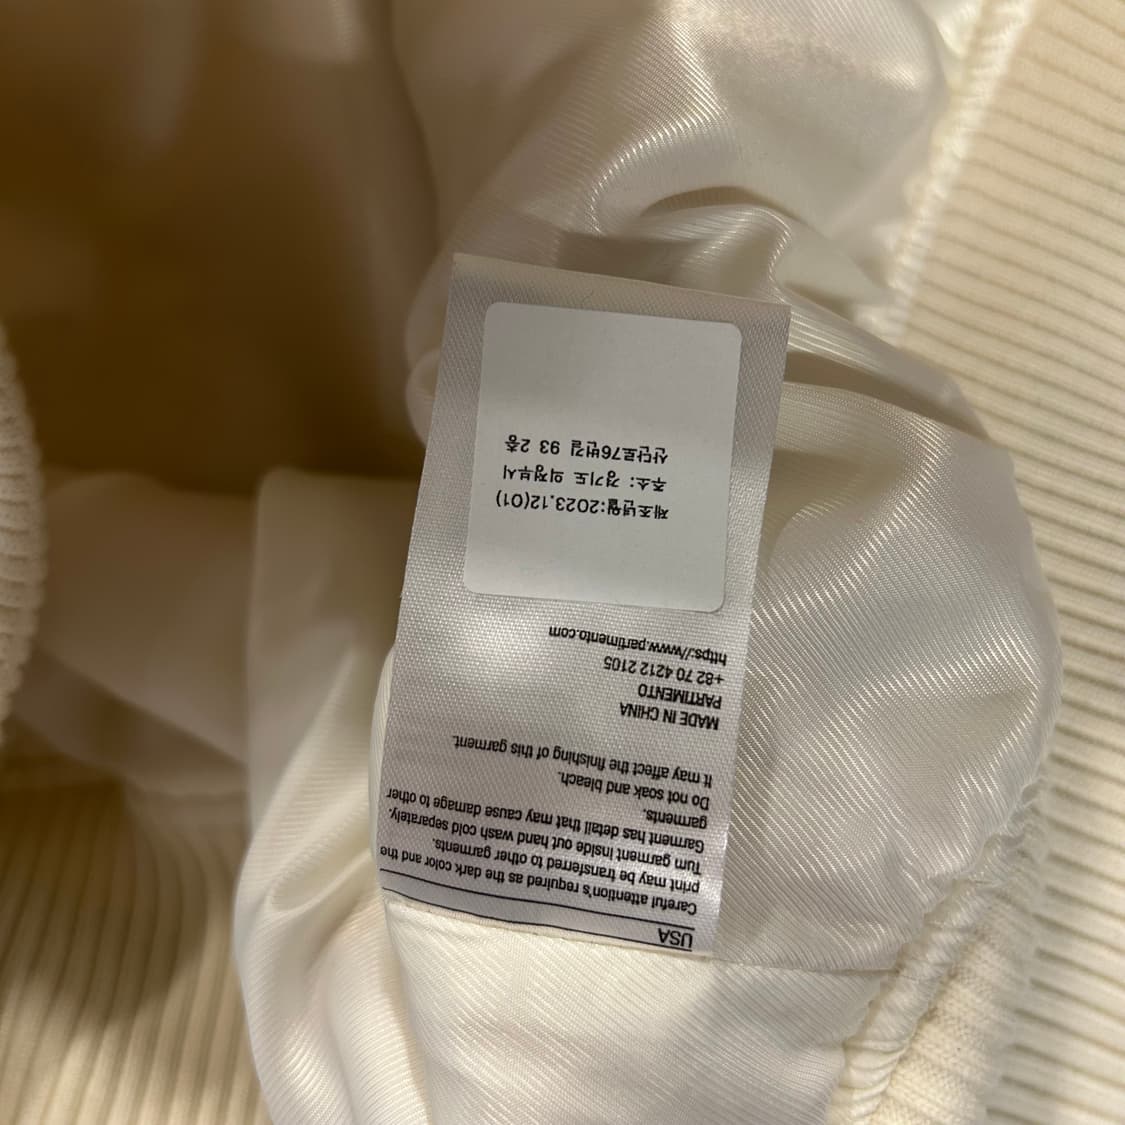 USA
Careful attention's required as the dark color and the
print may be transferred to other garments.
Turn garment inside out hand wash cold separately.
Garment has detail that may cause damage to other
garments.
Do not soak and bleach.
It may affect the finishing of this garment.
MADE IN CHINA
PARTIMENTO
+82 70 4212 2105
https://www.partimento.com
제조년월:2023.12(01)
주소: 경기도 의정부시
산단로76번길 93 2층